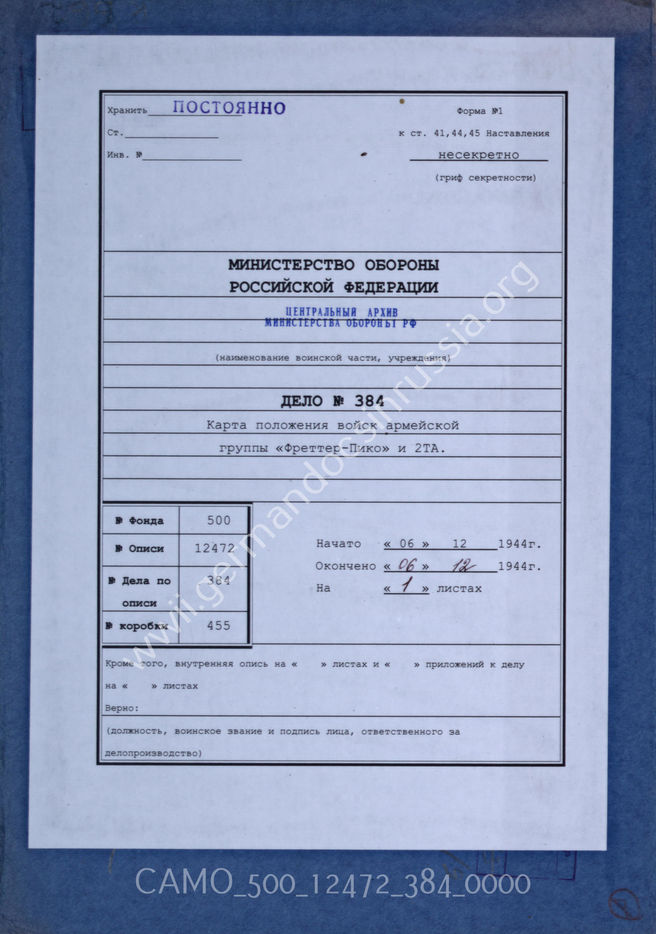 Хранить ПОСТОЯННО
Форма №1
Ст.
к ст. 41,44,45 Наставления
Инв. №
несекретно
(гриф секретности)
МИНИСТЕРСТВО ОБОРОНЫ
РОССИЙСКОЙ ФЕДЕРАЦИИ
ЦЕНТРАЛЬНЫЙ АРХИВ
МИНИСТЕРСТВА ОБОРОНЫ РФ
(наименование воинской части, учреждения)
ДЕЛО № 384
Карта положения войск армейской
группы «Фреттер-Пико» и 2ТА.
№ Фонда 500
№ Описи 12472
№ Дела по описи 384
№ коробки 455
Начато « 06 » 12 1944г.
Окончено « 06 » 12 1944г.
На « 1 » листах
Кроме того, внутренняя опись на « » листах и « » приложений к делу
на « » листах
Верно:
(должность, воинское звание и подпись лица, ответственного за
делопроизводство)
www.germandocsinrussia.org
CAMO_500_12472_384_0000